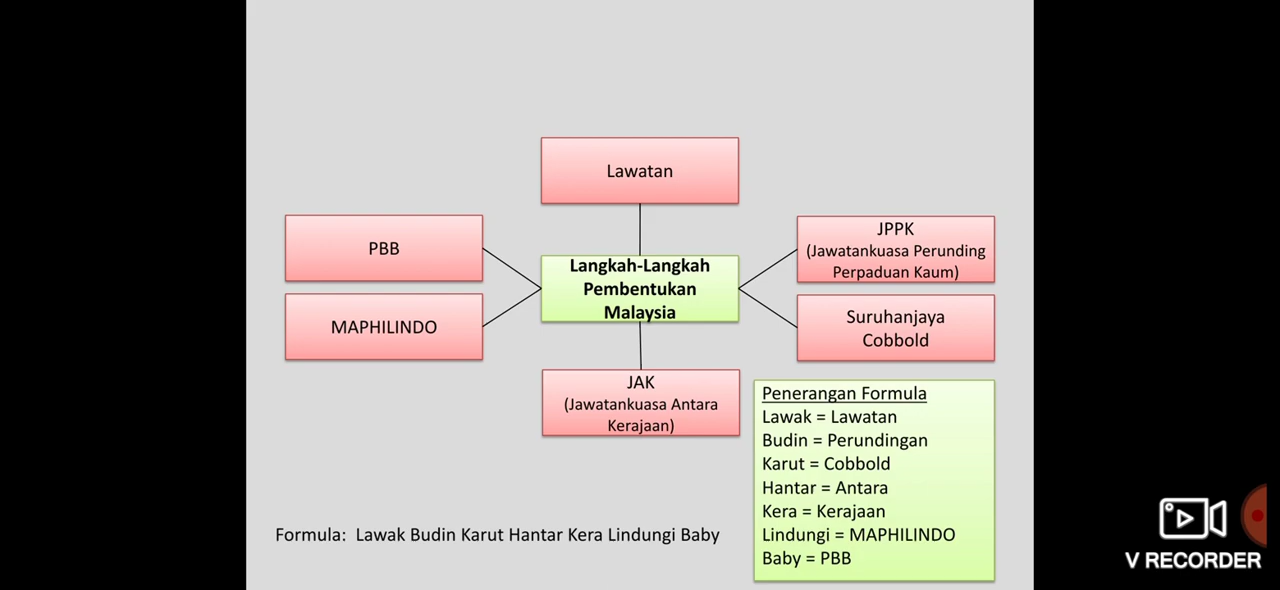 Lawatan
PBB
JPPK
(Jawatankuasa Perunding
Perpaduan Kaum)
Langkah-Langkah
Pembentukan
Malaysia
MAPHILINDO
Suruhanjaya
Cobbold
JAK
(Jawatankuasa Antara
Kerajaan)
Penerangan Formula
Lawak = Lawatan
Budin = Perundingan
Karut = Cobbold
Hantar = Antara
Kera = Kerajaan
Lindungi = MAPHILINDO
Baby = PBB
Formula:  Lawak Budin Karut Hantar Kera Lindungi Baby
V RECORDER